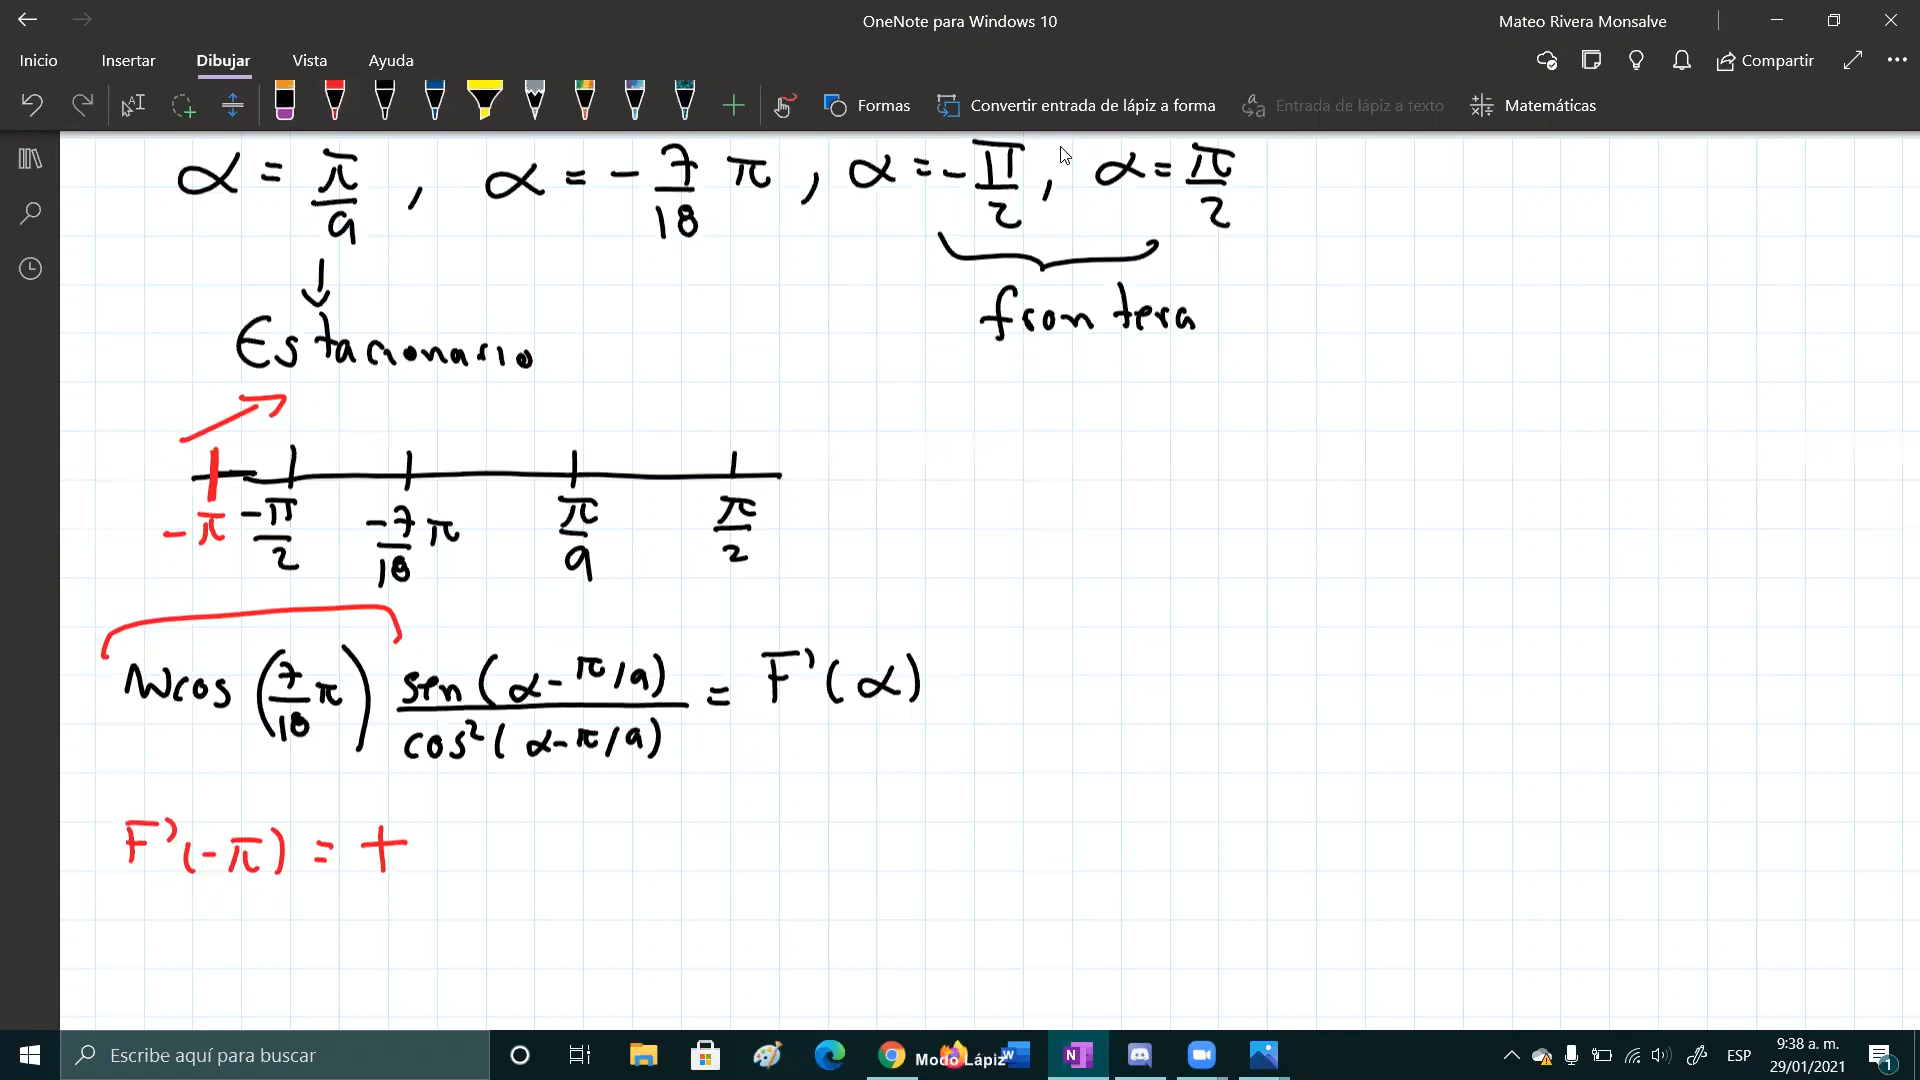 OneNote para Windows 10
Mateo Rivera Monsalve
Inicio Insertar Dibujar Vista Ayuda
Compartir
Formas Convertir entrada de lápiz a forma Entrada de lápiz a texto Matemáticas
α = π/9 , α = - 7/18 π , α = - π/2 , α = π/2
frontera
Estacionario
-π -π/2 -7/18 π π/9 π/2
W cos (7/18 π) sen (α - π/9) / cos² (α - π/9) = F'(α)
F'(-π) = +
Escribe aquí para buscar
Modo Lápiz
ESP
9:38 a. m.
29/01/2021
1